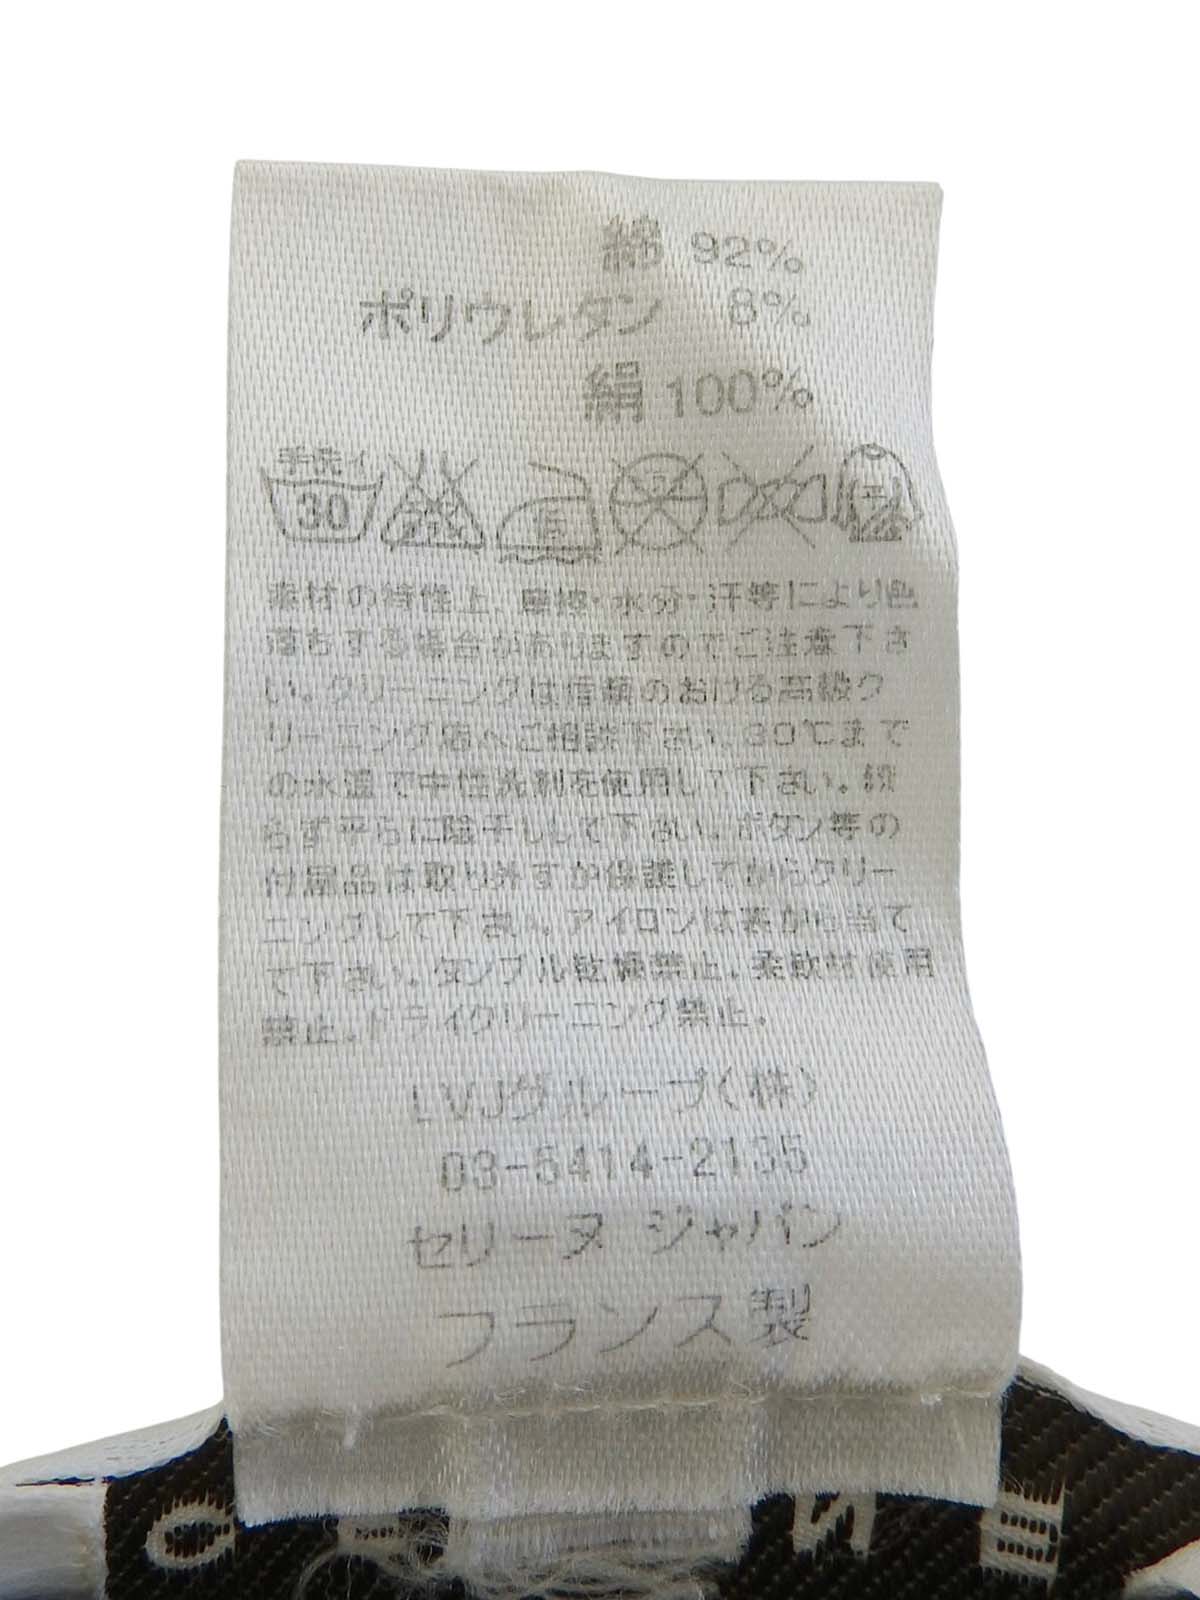 綿 92%
ポリウレタン 8%
絹 100%
手洗イ
30
素材の特性上、摩擦・水分・汗等により色
落ちする場合がありますのでご注意下さ
い。クリーニングは信頼のおける高級ク
リーニング店へご相談下さい。30℃まで
の水温で中性洗剤を使用して下さい。絞
らず平らに陰干しして下さい。ボタン等の
付属品は取り外すか保護してからクリー
ニングして下さい。アイロンは表から当て
て下さい。タンブル乾燥禁止。柔軟材使用
禁止。ドライクリーニング禁止。
LVJグループ(株)
03-5414-2135
セリーヌ ジャパン
フランス製